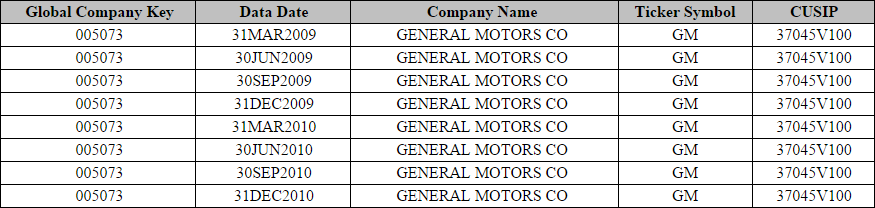 Global Company Key Data Date Company Name Ticker Symbol CUSIP
005073 31MAR2009 GENERAL MOTORS CO GM 37045V100
005073 30JUN2009 GENERAL MOTORS CO GM 37045V100
005073 30SEP2009 GENERAL MOTORS CO GM 37045V100
005073 31DEC2009 GENERAL MOTORS CO GM 37045V100
005073 31MAR2010 GENERAL MOTORS CO GM 37045V100
005073 30JUN2010 GENERAL MOTORS CO GM 37045V100
005073 30SEP2010 GENERAL MOTORS CO GM 37045V100
005073 31DEC2010 GENERAL MOTORS CO GM 37045V100